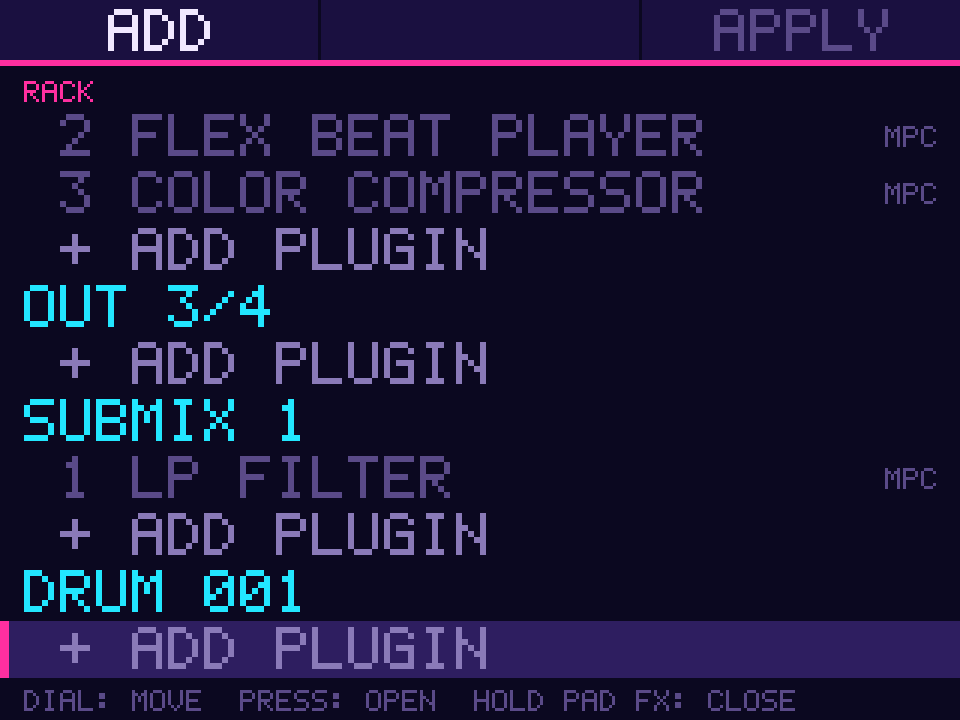 ADD APPLY
RACK
2 FLEX BEAT PLAYER MPC
3 COLOR COMPRESSOR MPC
+ ADD PLUGIN
OUT 3/4
+ ADD PLUGIN
SUBMIX 1
1 LP FILTER MPC
+ ADD PLUGIN
DRUM 001
+ ADD PLUGIN
DIAL: MOVE PRESS: OPEN HOLD PAD FX: CLOSE